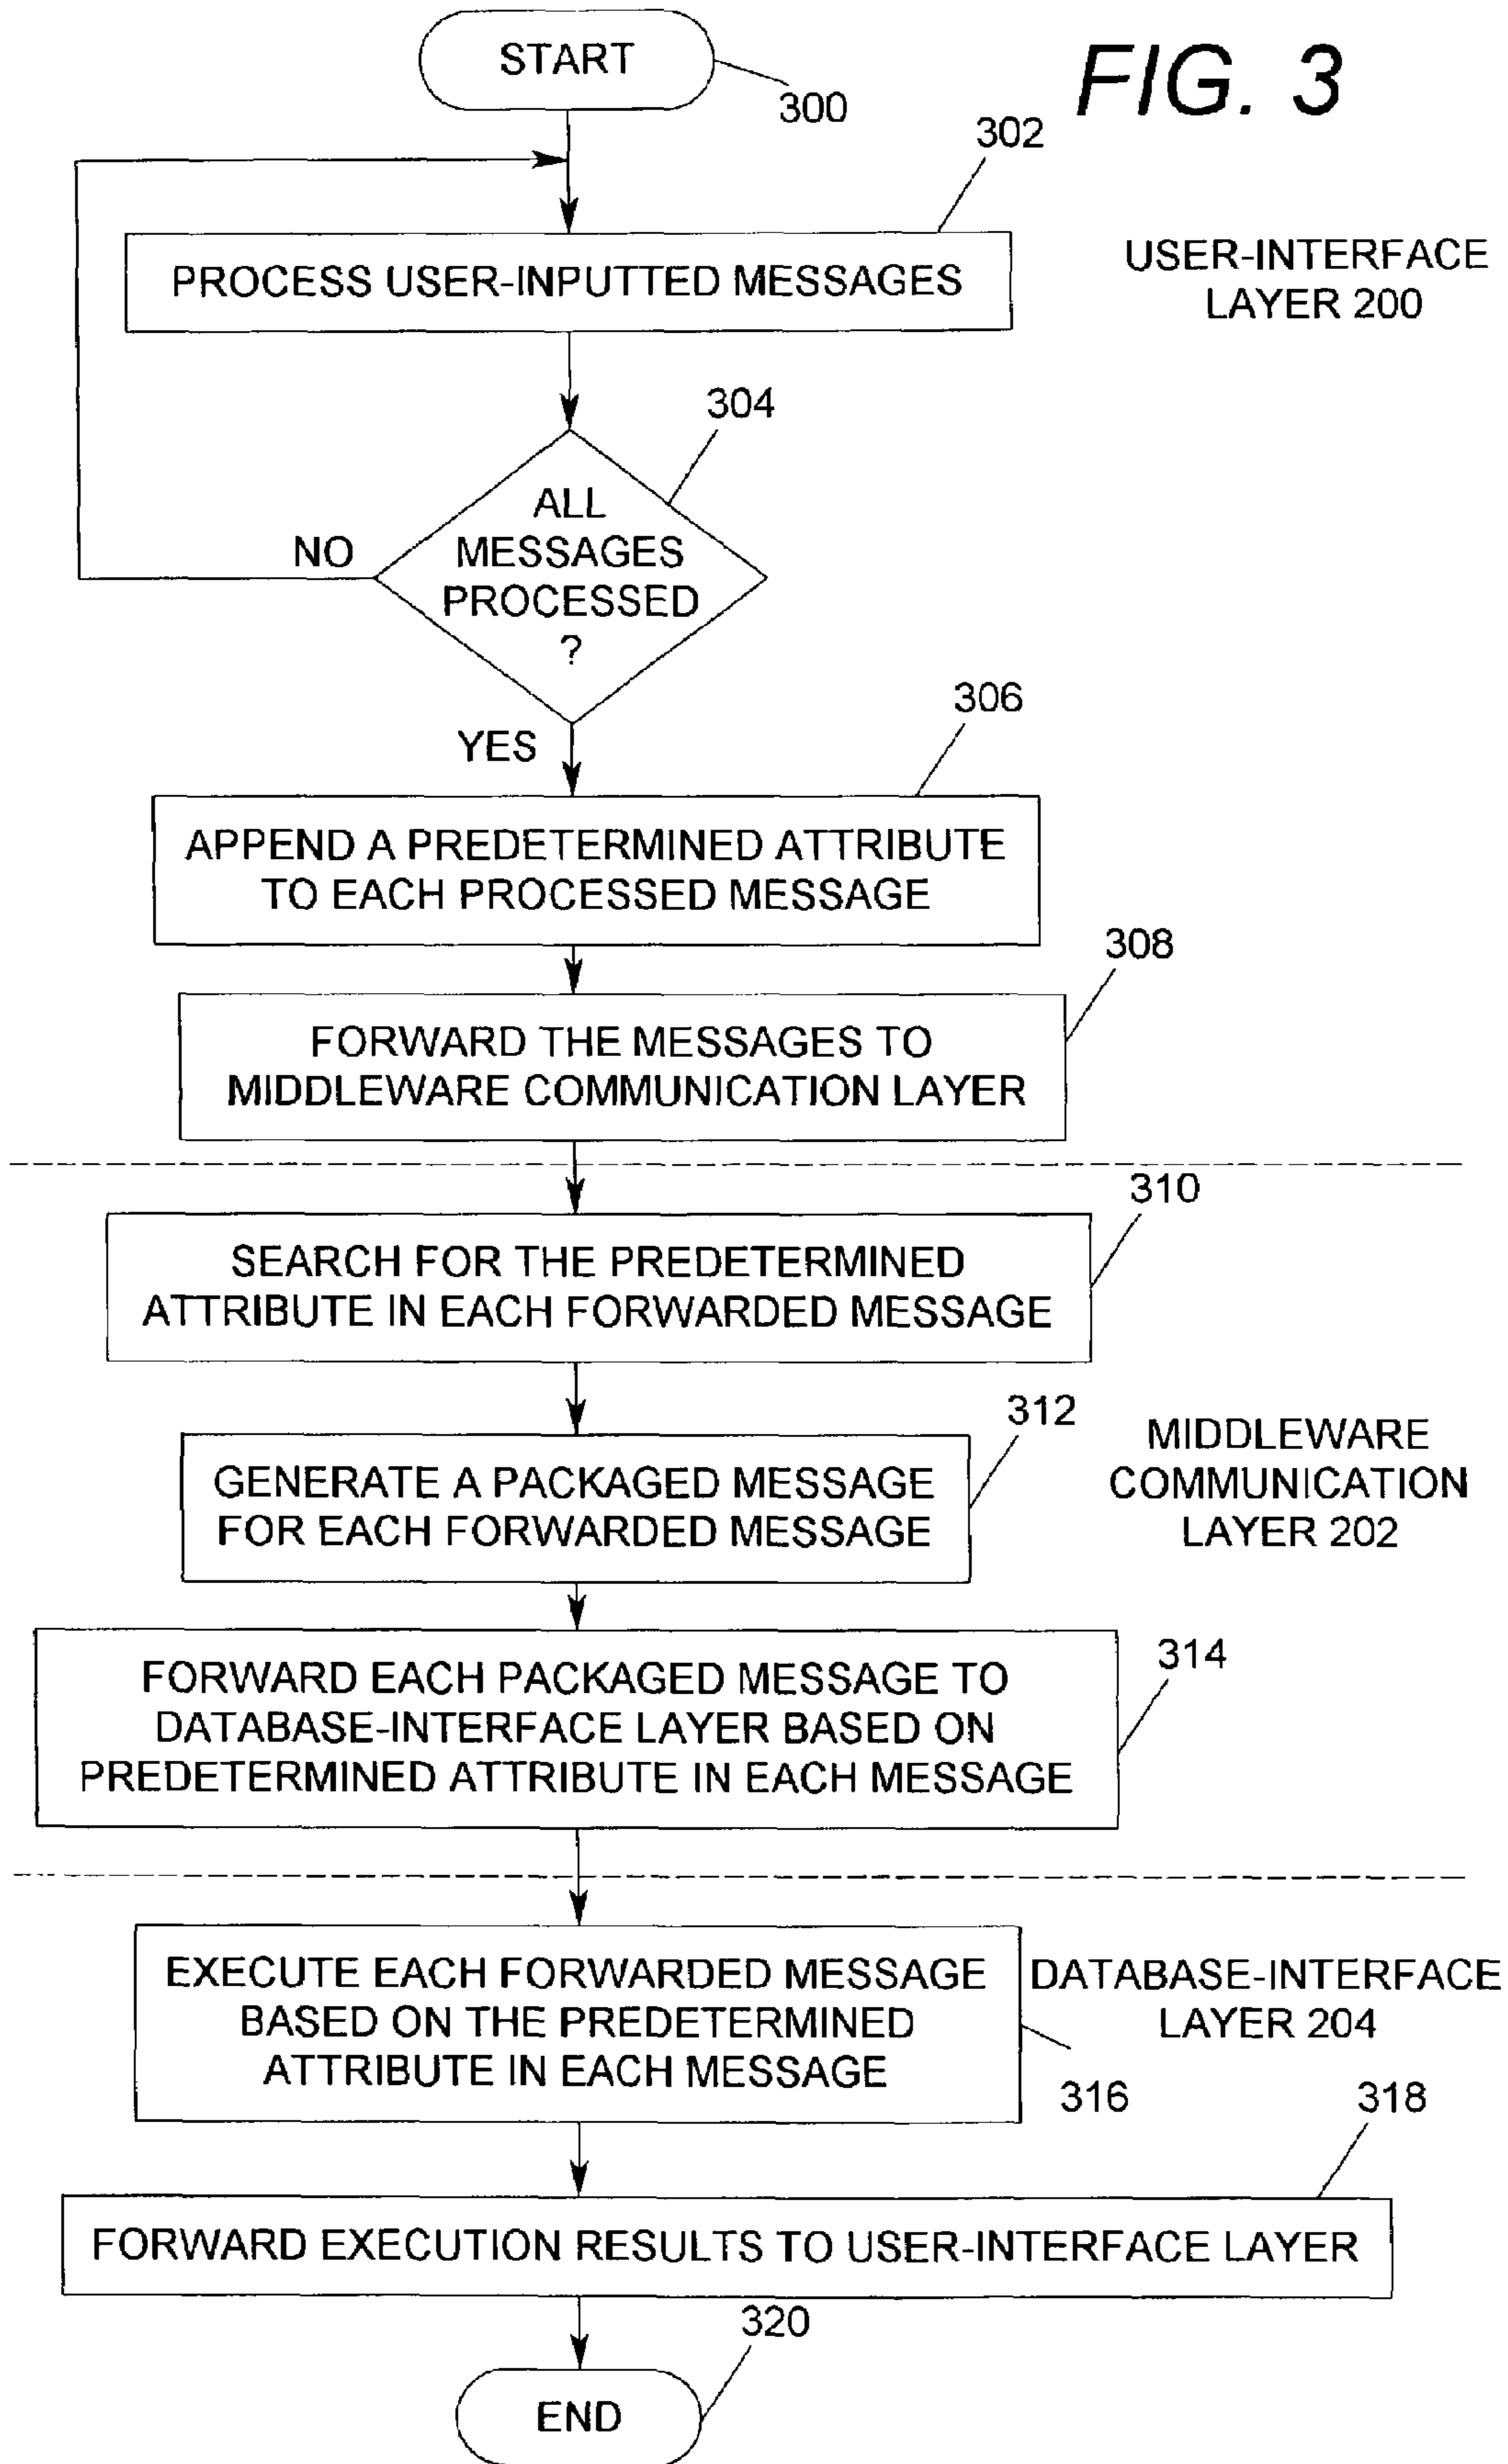 START
300
FIG. 3
302
PROCESS USER-INPUTTED MESSAGES
USER-INTERFACE
LAYER 200
304
ALL
MESSAGES
PROCESSED
?
NO
YES
306
APPEND A PREDETERMINED ATTRIBUTE
TO EACH PROCESSED MESSAGE
308
FORWARD THE MESSAGES TO
MIDDLEWARE COMMUNICATION LAYER
310
SEARCH FOR THE PREDETERMINED
ATTRIBUTE IN EACH FORWARDED MESSAGE
312
GENERATE A PACKAGED MESSAGE
FOR EACH FORWARDED MESSAGE
MIDDLEWARE
COMMUNICATION
LAYER 202
314
FORWARD EACH PACKAGED MESSAGE TO
DATABASE-INTERFACE LAYER BASED ON
PREDETERMINED ATTRIBUTE IN EACH MESSAGE
EXECUTE EACH FORWARDED MESSAGE
BASED ON THE PREDETERMINED
ATTRIBUTE IN EACH MESSAGE
DATABASE-INTERFACE
LAYER 204
316
318
FORWARD EXECUTION RESULTS TO USER-INTERFACE LAYER
320
END